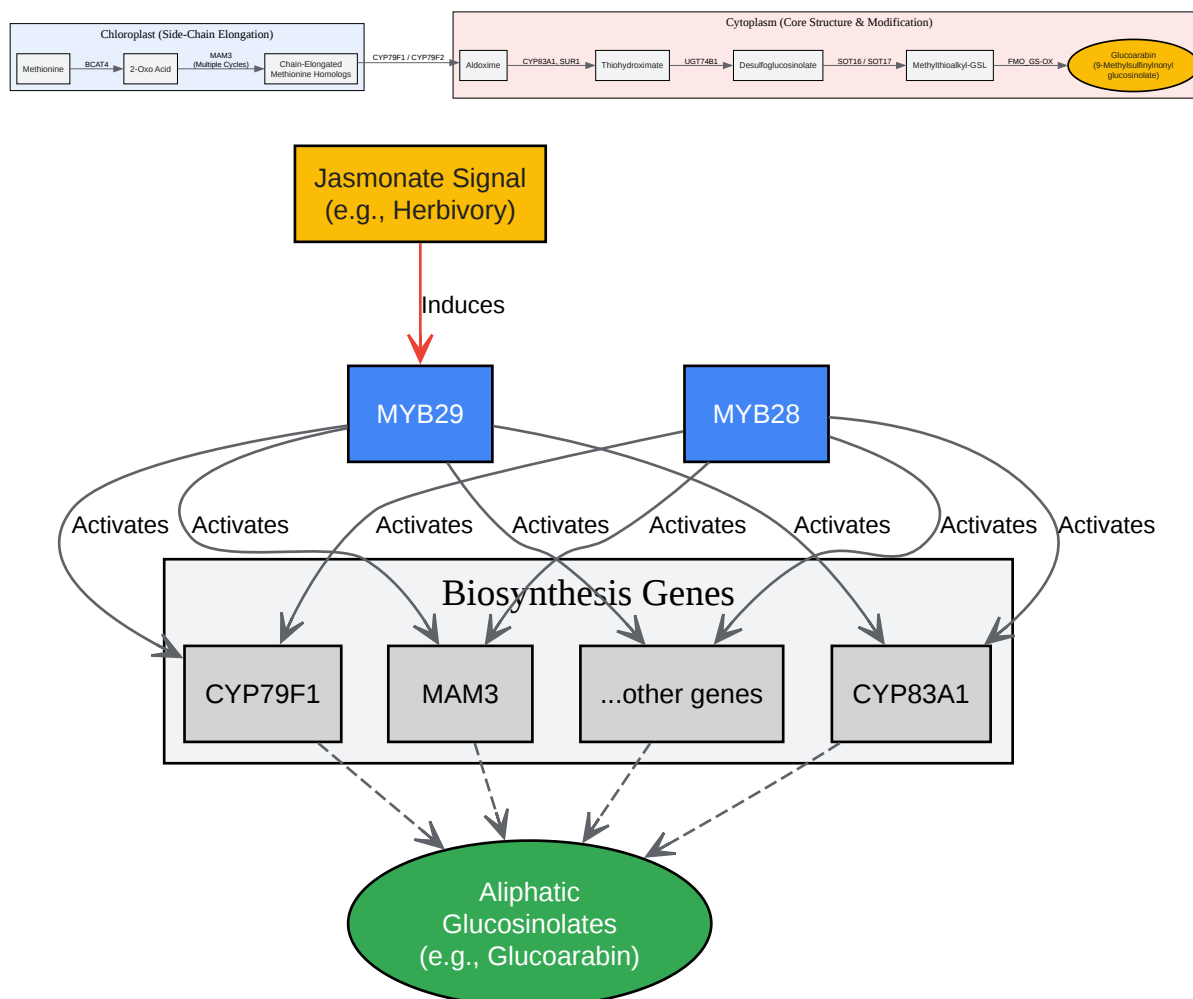 Chloroplast (Side-Chain Elongation)
Methionine
BCAT4
2-Oxo Acid
MAM3
(Multiple Cycles)
Chain-Elongated
Methionine Homologs
CYP79F1 / CYP79F2
Cytoplasm (Core Structure & Modification)
Aldoxime
CYP83A1, SUR1
Thiohydroximate
UGT74B1
Desulfoglucosinolate
SOT16 / SOT17
Methylthioalkyl-GSL
FMO_GS-OX
Glucoarabin
(9-Methylsulfinylnonyl
glucosinolate)
Jasmonate Signal
(e.g., Herbivory)
Induces
MYB29
MYB28
Activates
Activates
Activates
Activates
Activates
Activates
Activates
Activates
Biosynthesis Genes
CYP79F1
MAM3
...other genes
CYP83A1
Aliphatic
Glucosinolates
(e.g., Glucoarabin)